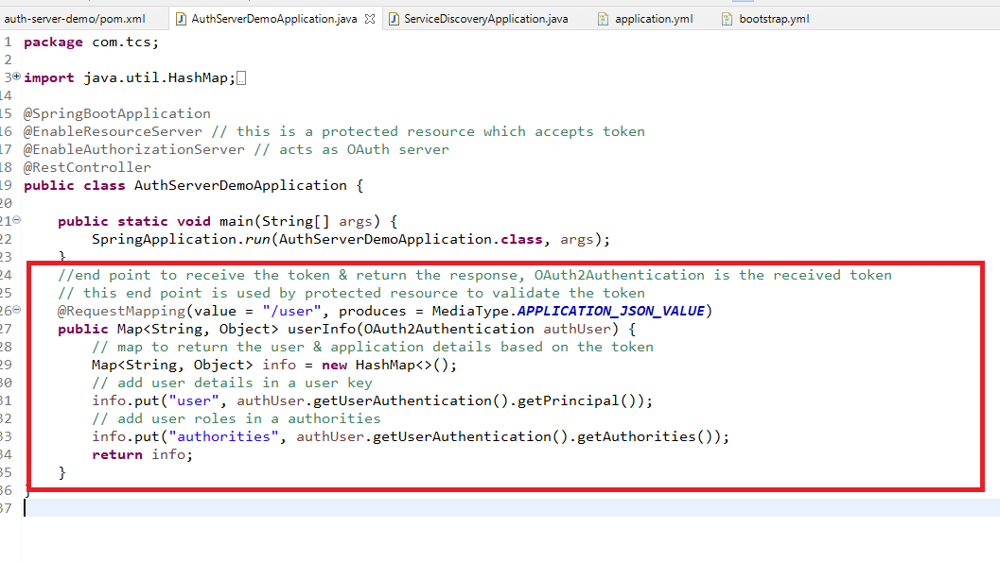 auth-server-demo/pom.xml AuthServerDemoApplication.java ServiceDiscoveryApplication.java application.yml bootstrap.yml
1 package com.tcs;
2
3 import java.util.HashMap;
14
15 @SpringBootApplication
16 @EnableResourceServer // this is a protected resource which accepts token
17 @EnableAuthorizationServer // acts as OAuth server
18 @RestController
19 public class AuthServerDemoApplication {
20
21 public static void main(String[] args) {
22 SpringApplication.run(AuthServerDemoApplication.class, args);
23 }
24 //end point to receive the token & return the response, OAuth2Authentication is the received token
25 // this end point is used by protected resource to validate the token
26 @RequestMapping(value = "/user", produces = MediaType.APPLICATION_JSON_VALUE)
27 public Map<String, Object> userInfo(OAuth2Authentication authUser) {
28 // map to return the user & application details based on the token
29 Map<String, Object> info = new HashMap<>();
30 // add user details in a user key
31 info.put("user", authUser.getUserAuthentication().getPrincipal());
32 // add user roles in a authorities
33 info.put("authorities", authUser.getUserAuthentication().getAuthorities());
34 return info;
35 }
36 }
37